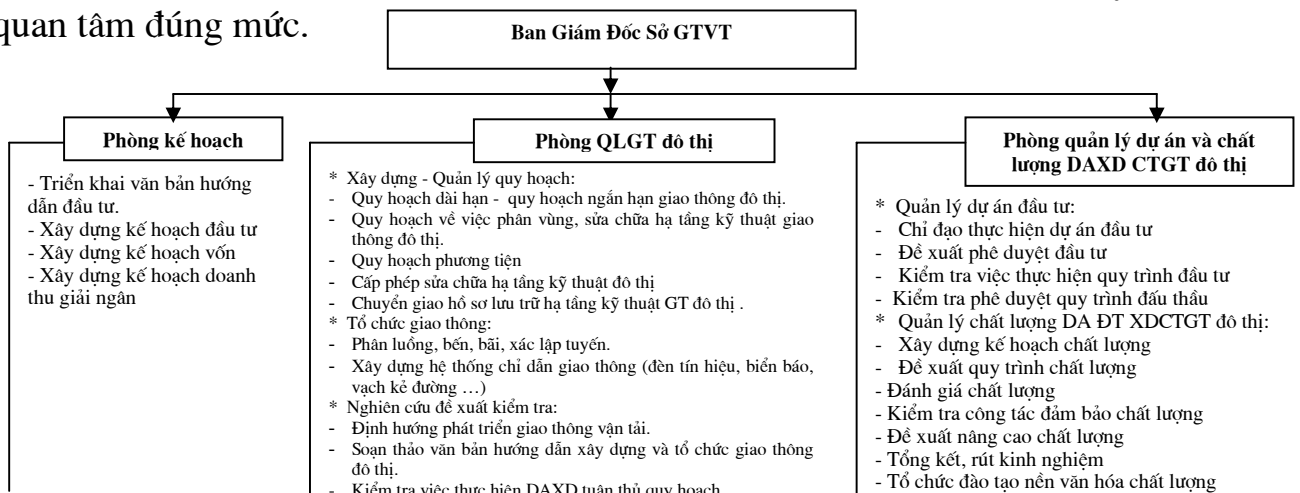 quan tâm đúng mức.
Ban Giám Đốc Sở GTVT
Phòng kế hoạch
- Triển khai văn bản hướng
dẫn đầu tư.
- Xây dựng kế hoạch đầu tư
- Xây dựng kế hoạch vốn
- Xây dựng kế hoạch doanh
thu giải ngân
Phòng QLGT đô thị
* Xây dựng - Quản lý quy hoạch:
- Quy hoạch dài hạn - quy hoạch ngắn hạn giao thông đô thị.
- Quy hoạch về việc phân vùng, sửa chữa hạ tầng kỹ thuật giao
thông đô thị.
- Quy hoạch phương tiện
- Cấp phép sửa chữa hạ tầng kỹ thuật đô thị
- Chuyển giao hồ sơ lưu trữ hạ tầng kỹ thuật GT đô thị .
* Tổ chức giao thông:
- Phân luồng, bến, bãi, xác lập tuyến.
- Xây dựng hệ thống chỉ dẫn giao thông (đèn tín hiệu, biển báo,
vạch kẻ đường ...)
* Nghiên cứu đề xuất kiểm tra:
- Định hướng phát triển giao thông vận tải.
- Soạn thảo văn bản hướng dẫn xây dựng và tổ chức giao thông
đô thị.
- Kiểm tra việc thực hiện DAXD tuân thủ quy hoạch
Phòng quản lý dự án và chất
lượng DAXD CTGT đô thị
* Quản lý dự án đầu tư:
- Chỉ đạo thực hiện dự án đầu tư
- Đề xuất phê duyệt đầu tư
- Kiểm tra việc thực hiện quy trình đầu tư
- Kiểm tra phê duyệt quy trình đấu thầu
* Quản lý chất lượng DA ĐT XDCTGT đô thị:
- Xây dựng kế hoạch chất lượng
- Đề xuất quy trình chất lượng
- Đánh giá chất lượng
- Kiểm tra công tác đảm bảo chất lượng
- Đề xuất nâng cao chất lượng
- Tổng kết, rút kinh nghiệm
- Tổ chức đào tạo nền văn hóa chất lượng